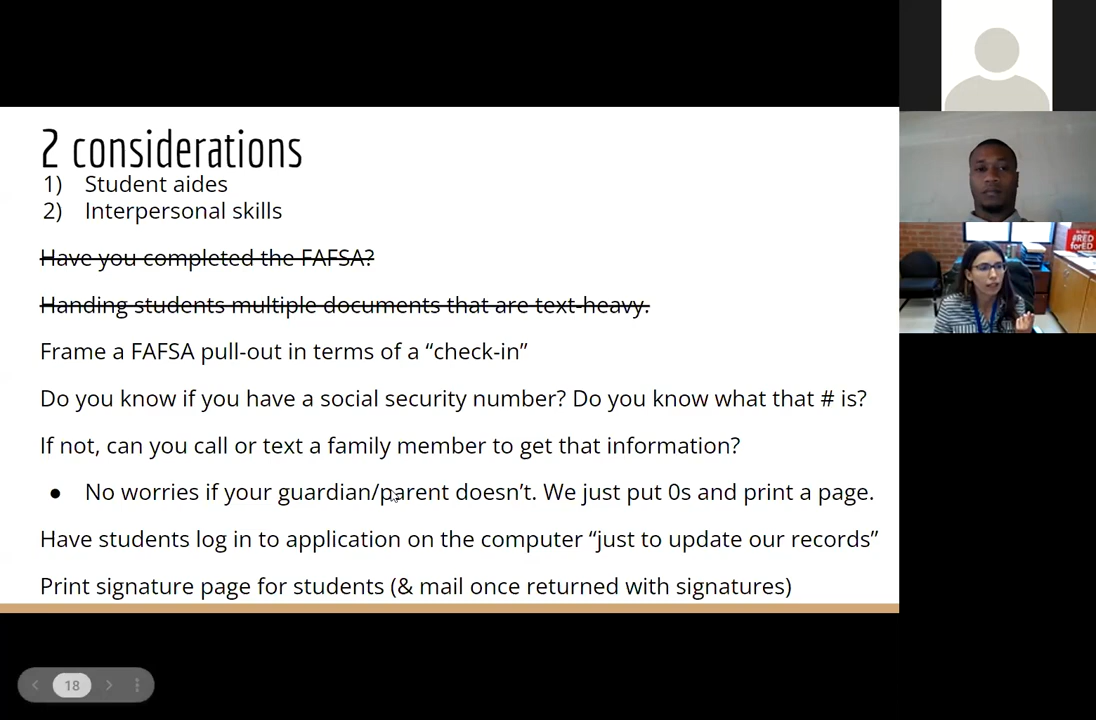 2 considerations
1) Student aides
2) Interpersonal skills
Have you completed the FAFSA?
Handing students multiple documents that are text-heavy.
Frame a FAFSA pull-out in terms of a “check-in”
Do you know if you have a social security number? Do you know what that # is?
If not, can you call or text a family member to get that information?
● No worries if your guardian/parent doesn’t. We just put 0s and print a page.
Have students log in to application on the computer “just to update our records”
Print signature page for students (& mail once returned with signatures)
18
#RED
forED